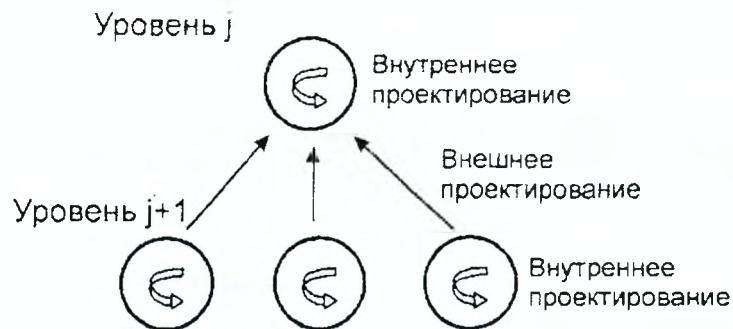 Уровень j
Внутреннее
проектирование
Внешнее
проектирование
Уровень j+1
Внутреннее
проектирование